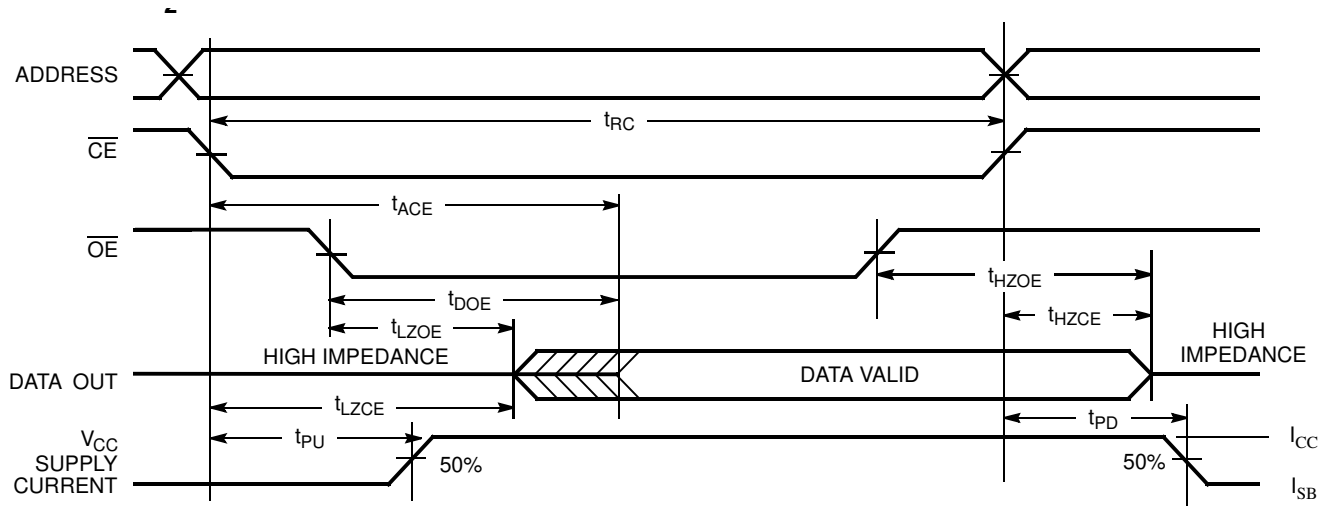 2
ADDRESS
tRC
CE
tACE
OE
tHZOE
tDOE
tLZOE
tHZCE
HIGH IMPEDANCE
HIGH
IMPEDANCE
DATA OUT
DATA VALID
tLZCE
tPD
VCC
SUPPLY
CURRENT
tPU
50%
50%
ICC
ISB